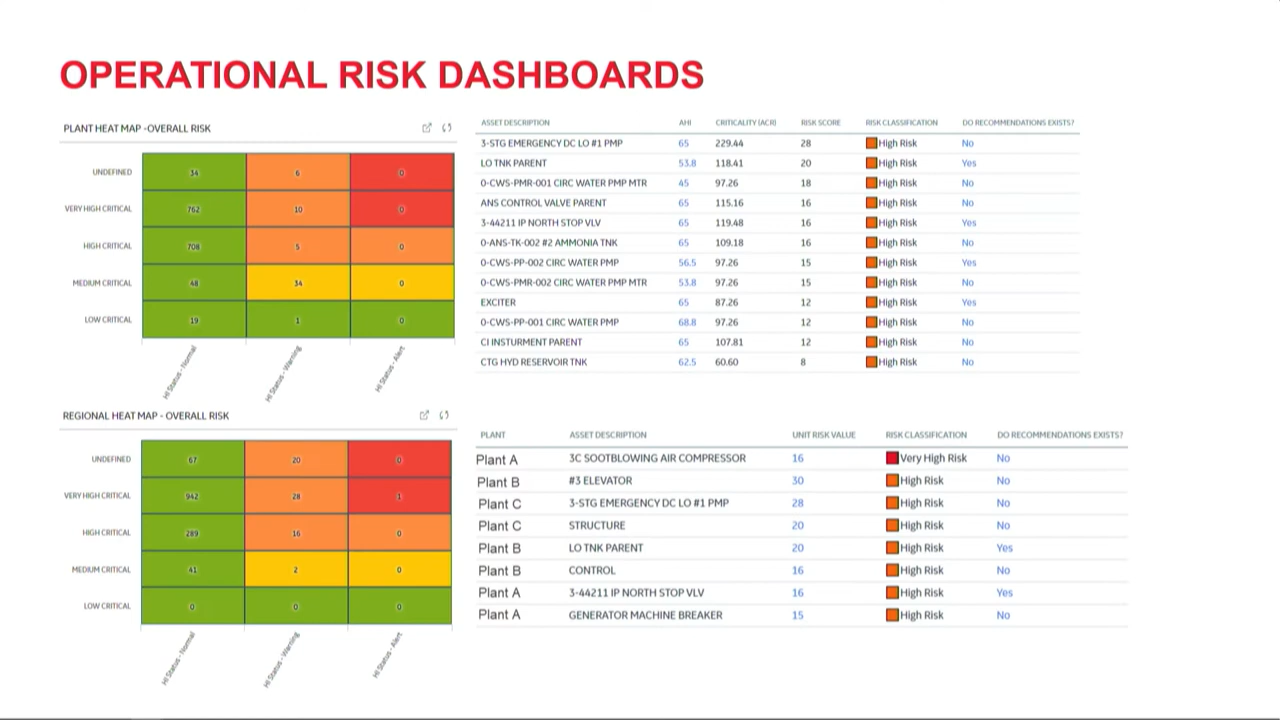 OPERATIONAL RISK DASHBOARDS
PLANT HEAT MAP -OVERALL RISK
UNDEFINED 34 6 0
VERY HIGH CRITICAL 762 10 0
HIGH CRITICAL 708 5 0
MEDIUM CRITICAL 48 34 0
LOW CRITICAL 19 1 0
HI Status - Normal HI Status - Warning HI Status - Alert
ASSET DESCRIPTION AHI CRITICALITY (ACR) RISK SCORE RISK CLASSIFICATION DO RECOMMENDATIONS EXISTS?
3-STG EMERGENCY DC LO #1 PMP 65 229.44 28 High Risk No
LO TNK PARENT 53.8 118.41 20 High Risk Yes
0-CWS-PMR-001 CIRC WATER PMP MTR 45 97.26 18 High Risk No
ANS CONTROL VALVE PARENT 65 115.16 16 High Risk No
3-44211 IP NORTH STOP VLV 65 119.48 16 High Risk Yes
0-ANS-TK-002 #2 AMMONIA TNK 65 109.18 16 High Risk No
0-CWS-PP-002 CIRC WATER PMP 56.5 97.26 15 High Risk Yes
0-CWS-PMR-002 CIRC WATER PMP MTR 53.8 97.26 15 High Risk No
EXCITER 65 87.26 12 High Risk Yes
0-CWS-PP-001 CIRC WATER PMP 68.8 97.26 12 High Risk No
CI INSTURMENT PARENT 65 107.81 12 High Risk No
CTG HYD RESERVOIR TNK 62.5 60.60 8 High Risk No
REGIONAL HEAT MAP - OVERALL RISK
UNDEFINED 67 20 0
VERY HIGH CRITICAL 942 28 1
HIGH CRITICAL 289 16 0
MEDIUM CRITICAL 41 2 0
LOW CRITICAL 0 0 0
HI Status - Normal HI Status - Warning HI Status - Alert
PLANT ASSET DESCRIPTION UNIT RISK VALUE RISK CLASSIFICATION DO RECOMMENDATIONS EXISTS?
Plant A 3C SOOTBLOWING AIR COMPRESSOR 16 Very High Risk No
Plant B #3 ELEVATOR 30 High Risk No
Plant C 3-STG EMERGENCY DC LO #1 PMP 28 High Risk No
Plant C STRUCTURE 20 High Risk No
Plant B LO TNK PARENT 20 High Risk Yes
Plant B CONTROL 16 High Risk No
Plant A 3-44211 IP NORTH STOP VLV 16 High Risk Yes
Plant A GENERATOR MACHINE BREAKER 15 High Risk No